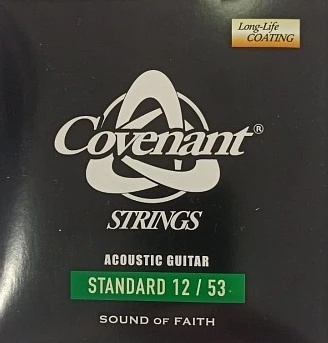 Long-Life
COATING
Covenant®
STRINGS
ACOUSTIC GUITAR
STANDARD 12 / 53
SOUND OF FAITH